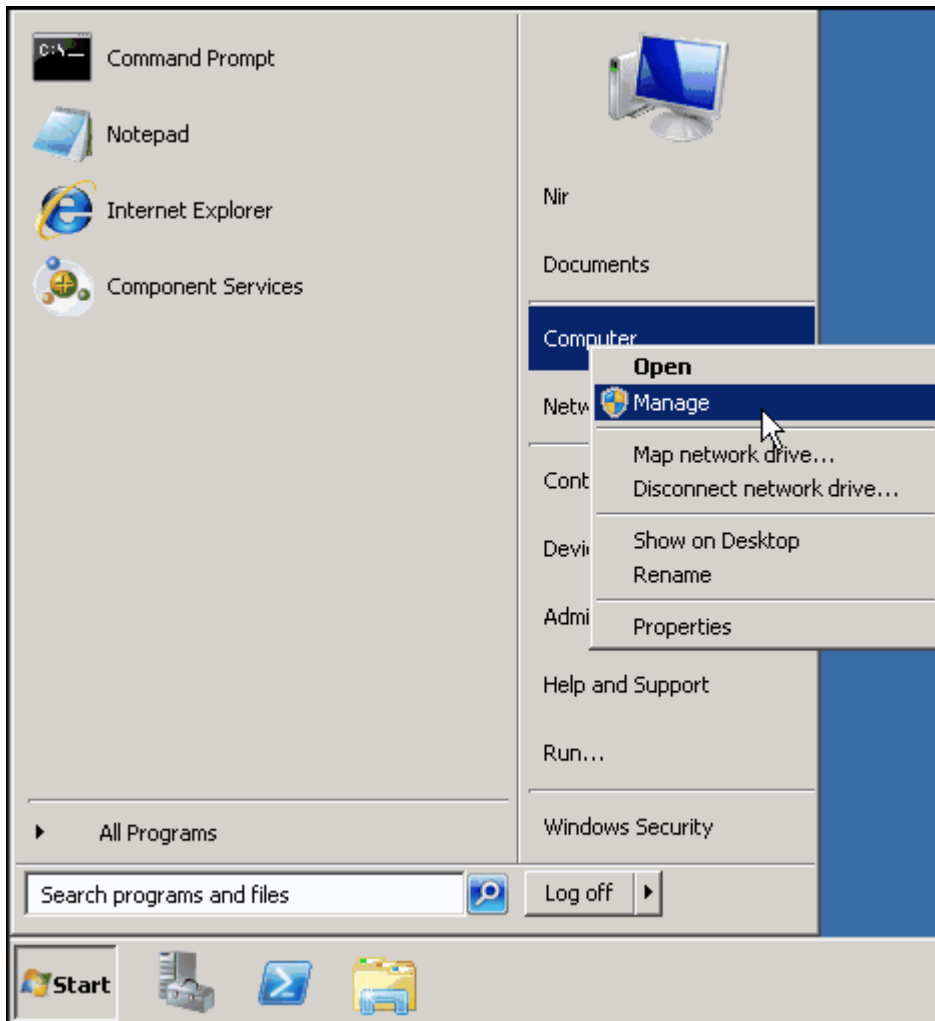 C:\_
Command Prompt
Notepad
Internet Explorer
Component Services
All Programs
Search programs and files
Nir
Documents
Computer
Netw
Cont
Devi
Admi
Help and Support
Run...
Windows Security
Log off
Open
Manage
Map network drive...
Disconnect network drive...
Show on Desktop
Rename
Properties
Start